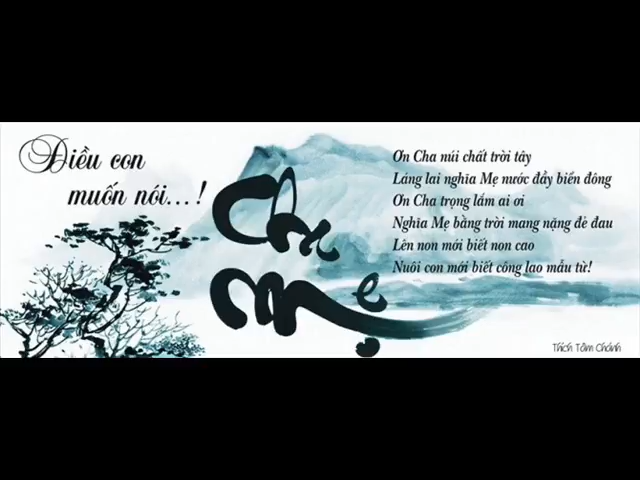 Điều con
muốn nói...!
Cha
Mẹ
Ơn Cha núi chất trời tây
Láng lai nghĩa Mẹ mước đầy biển đông
Ơn Cha trọng lắm ai ơi
Nghĩa Mẹ bằng trời mang nặng đẻ đau
Lên non mới biết non cao
Nuôi con mới biết công lao mẫu từ!
Thích Tâm Chánh